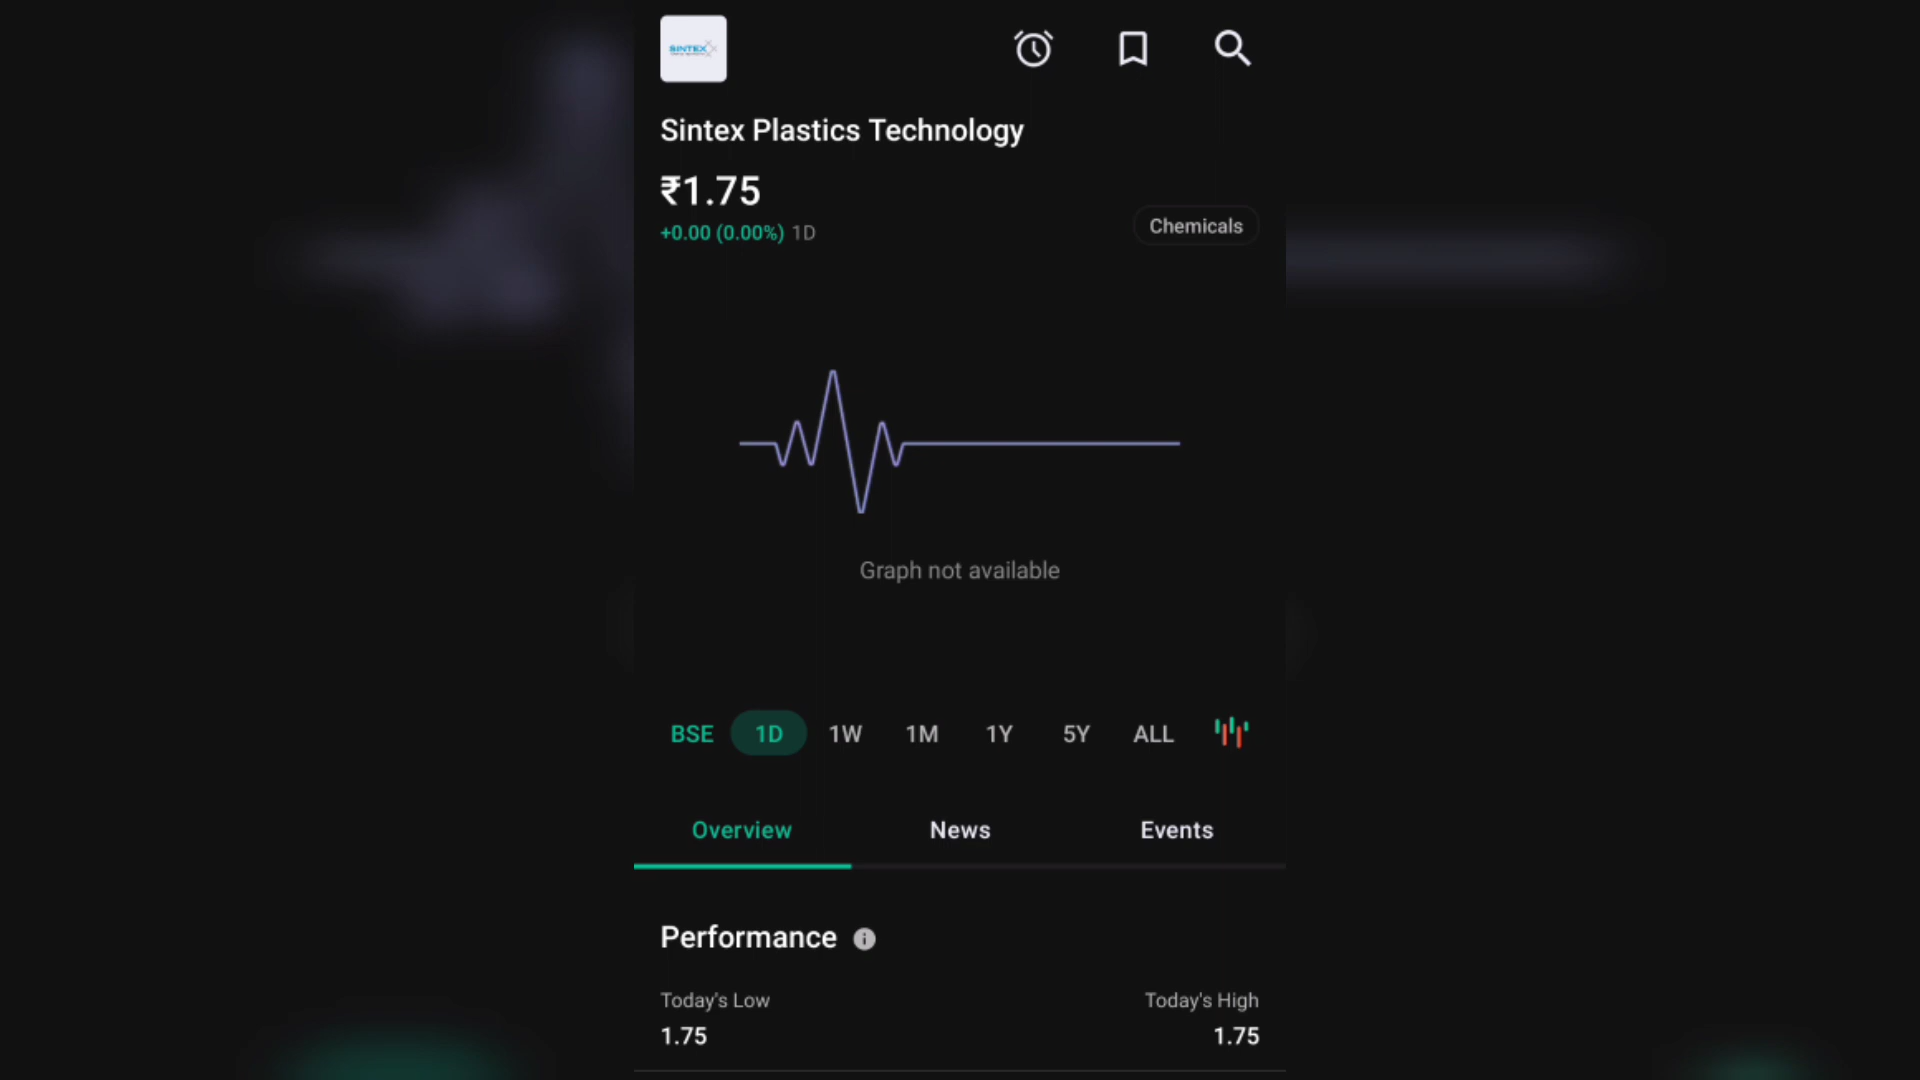 SINTEX
Sintex Plastics Technology
₹1.75
+0.00 (0.00%) 1D
Chemicals
Graph not available
BSE 1D 1W 1M 1Y 5Y ALL
Overview News Events
Performance
Today's Low Today's High
1.75 1.75